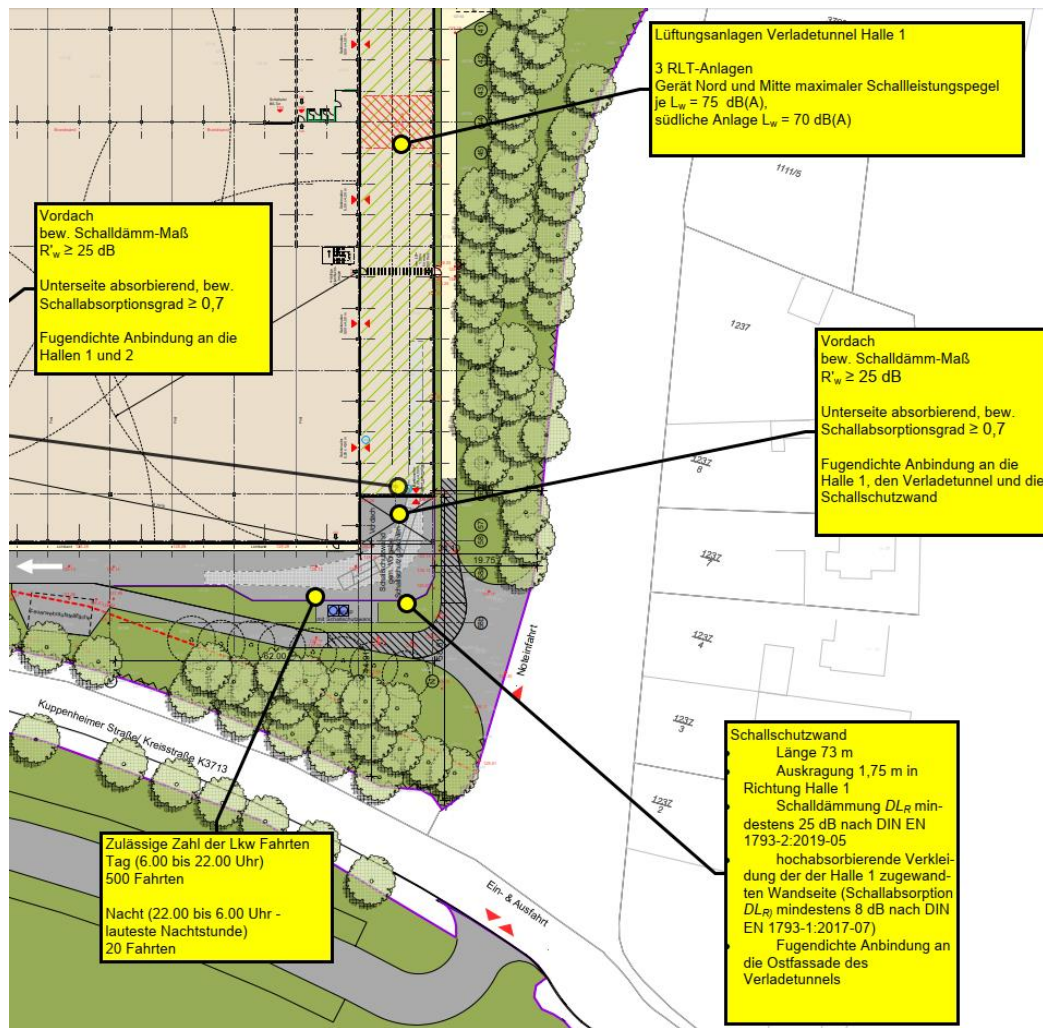 Lüftungsanlagen Verladetunnel Halle 1
3 RLT-Anlagen
Gerät Nord und Mitte maximaler Schallleistungspegel
je Lw = 75 dB(A),
südliche Anlage Lw = 70 dB(A)
1111/5
Vordach
bew. Schalldämm-Maß
R'w ≥ 25 dB
Unterseite absorbierend, bew.
Schallabsorptionsgrad ≥ 0,7
Fugendichte Anbindung an die
Hallen 1 und 2
1237
Vordach
bew. Schalldämm-Maß
R'w ≥ 25 dB
Unterseite absorbierend, bew.
Schallabsorptionsgrad ≥ 0,7
Fugendichte Anbindung an die
Halle 1, den Verladetunnel und die
Schallschutzwand
1237
8
1237
7
1237
4
1237
3
1237
2
Vordach
Schallschutzwand
19.75
62.00
Noteinfahrt
Kuppenheimer Straße/ Kreisstraße K3713
Ein- & Ausfahrt
Schallschutzwand
Länge 73 m
Auskragung 1,75 m in
Richtung Halle 1
Schalldämmung DLR min-
destens 25 dB nach DIN EN
1793-2:2019-05
hochabsorbierende Verklei-
dung der der Halle 1 zugewand-
ten Wandseite (Schallabsorption
DLR) mindestens 8 dB nach DIN
EN 1793-1:2017-07)
Fugendichte Anbindung an
die Ostfassade des
Verladetunnels
Zulässige Zahl der Lkw Fahrten
Tag (6.00 bis 22.00 Uhr)
500 Fahrten
Nacht (22.00 bis 6.00 Uhr -
lauteste Nachtstunde)
20 Fahrten